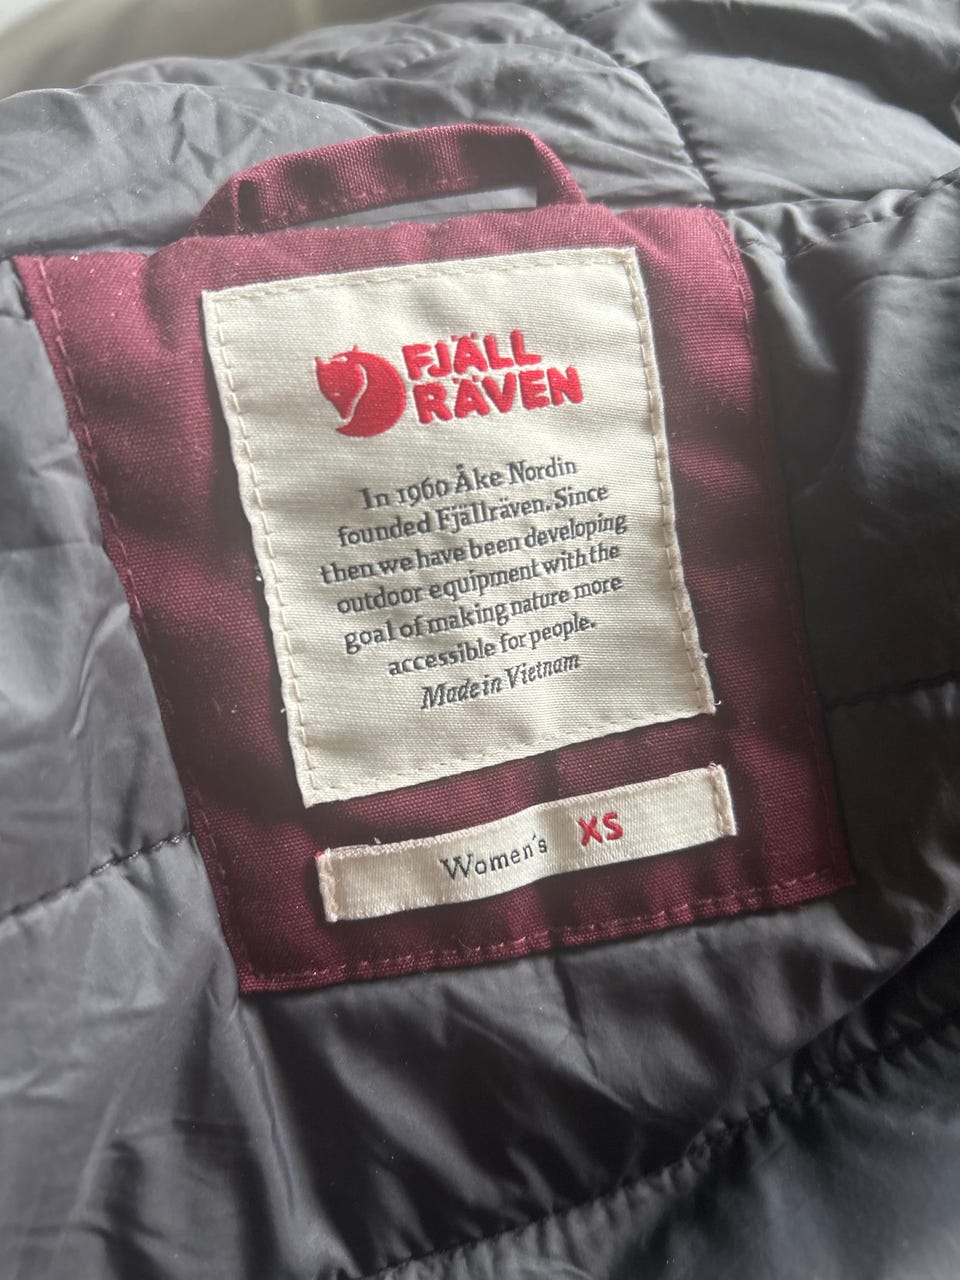 FJÄLL
RÄVEN
In 1960 Åke Nordin
founded Fjällräven. Since
then we have been developing
outdoor equipment with the
goal of making nature more
accessible for people.
Made in Vietnam
Women's XS